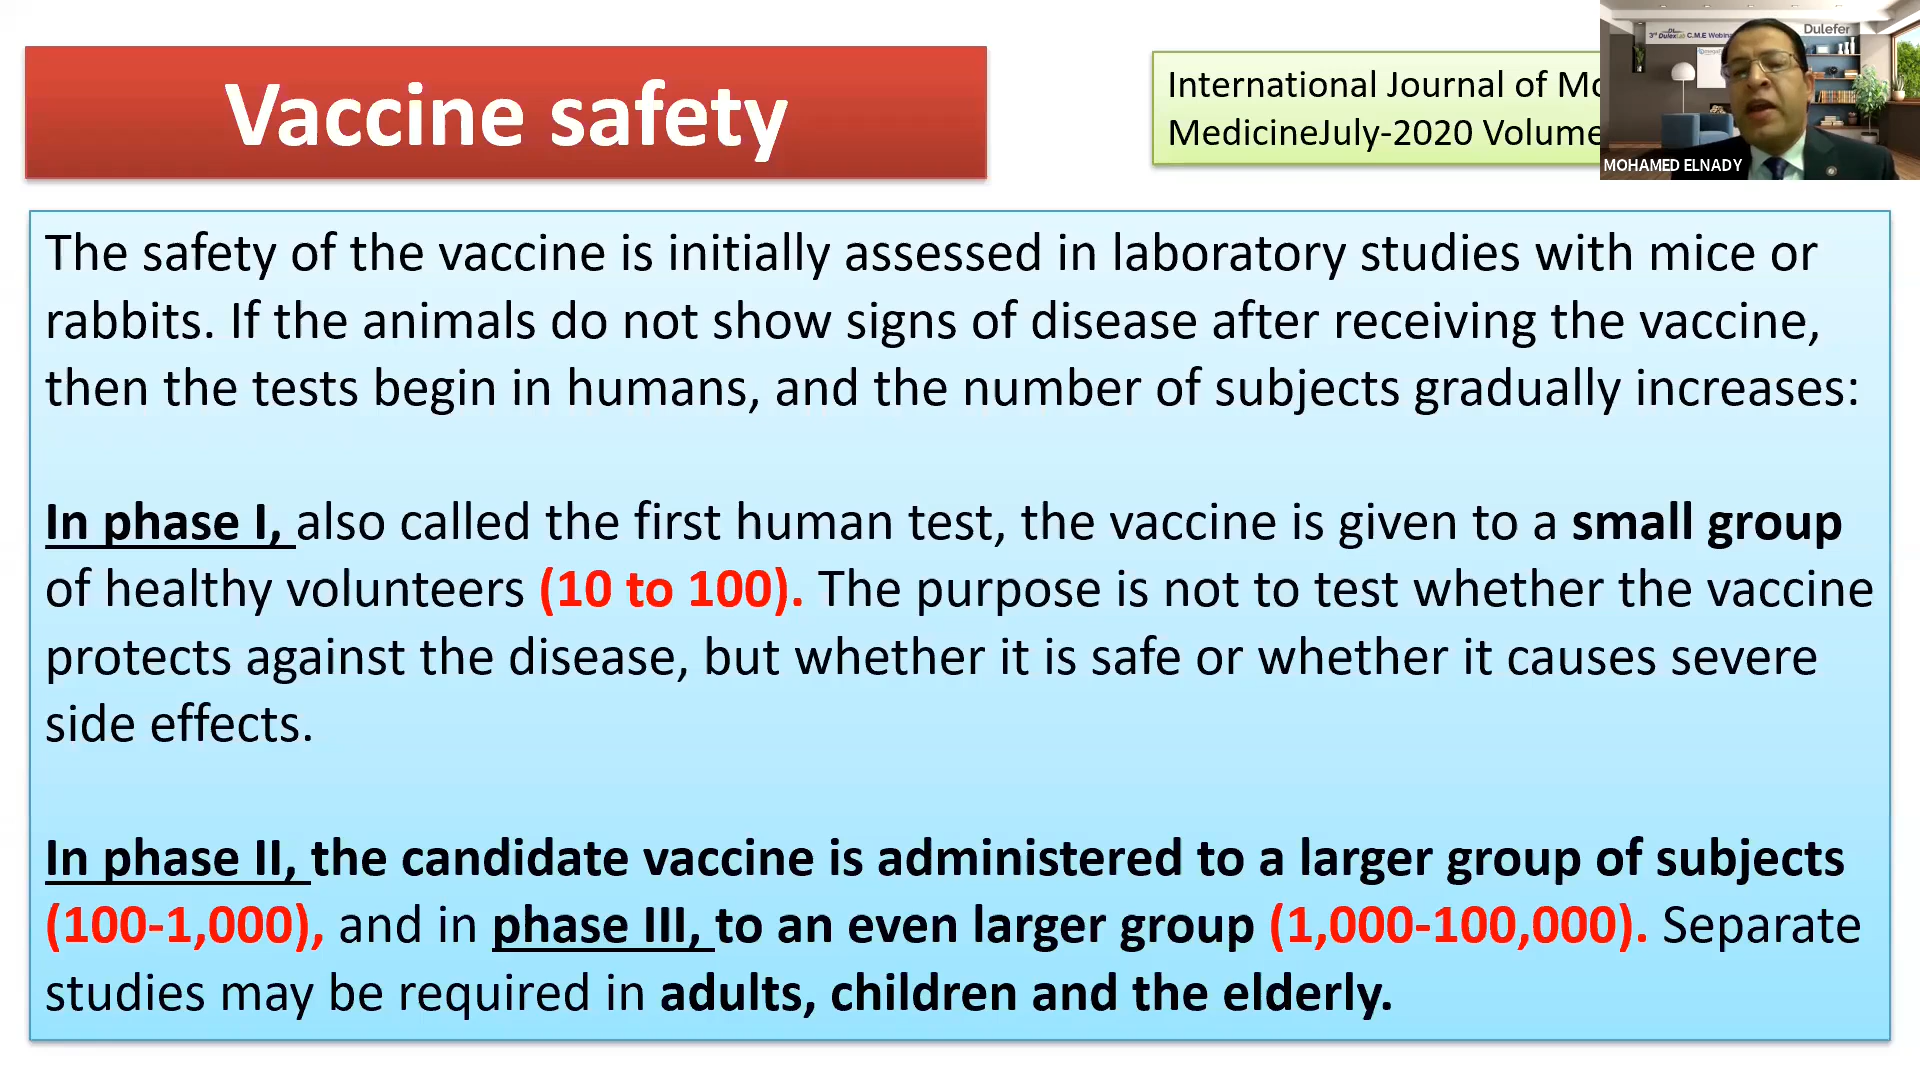 Vaccine safety
International Journal of
MedicineJuly-2020 Volume
Dulefer
3rd DulexLab C.M.E Webinar
MOHAMED ELNADY
The safety of the vaccine is initially assessed in laboratory studies with mice or
rabbits. If the animals do not show signs of disease after receiving the vaccine,
then the tests begin in humans, and the number of subjects gradually increases:
In phase I, also called the first human test, the vaccine is given to a small group
of healthy volunteers (10 to 100). The purpose is not to test whether the vaccine
protects against the disease, but whether it is safe or whether it causes severe
side effects.
In phase II, the candidate vaccine is administered to a larger group of subjects
(100-1,000), and in phase III, to an even larger group (1,000-100,000). Separate
studies may be required in adults, children and the elderly.